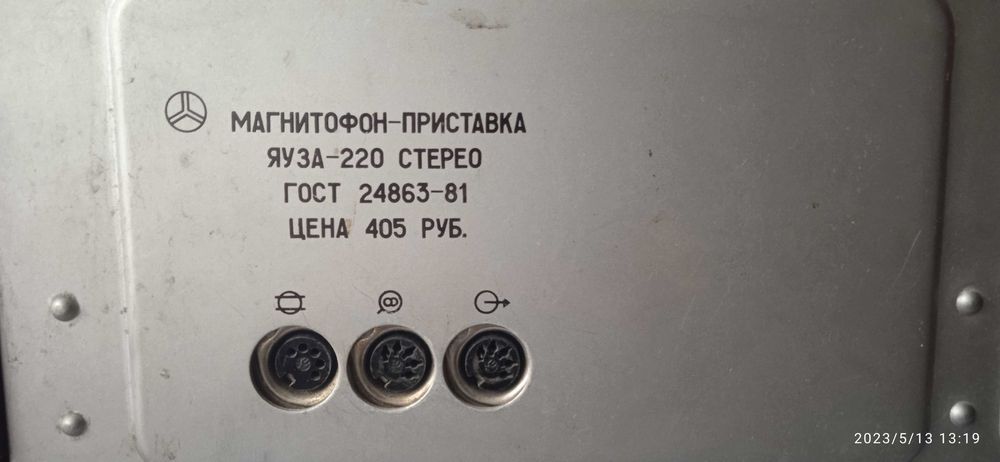 МАГНИТОФОН-ПРИСТАВКА
ЯУЗА-220 СТЕРЕО
ГОСТ 24863-81
ЦЕНА 405 РУБ.
2023/5/13 13:19